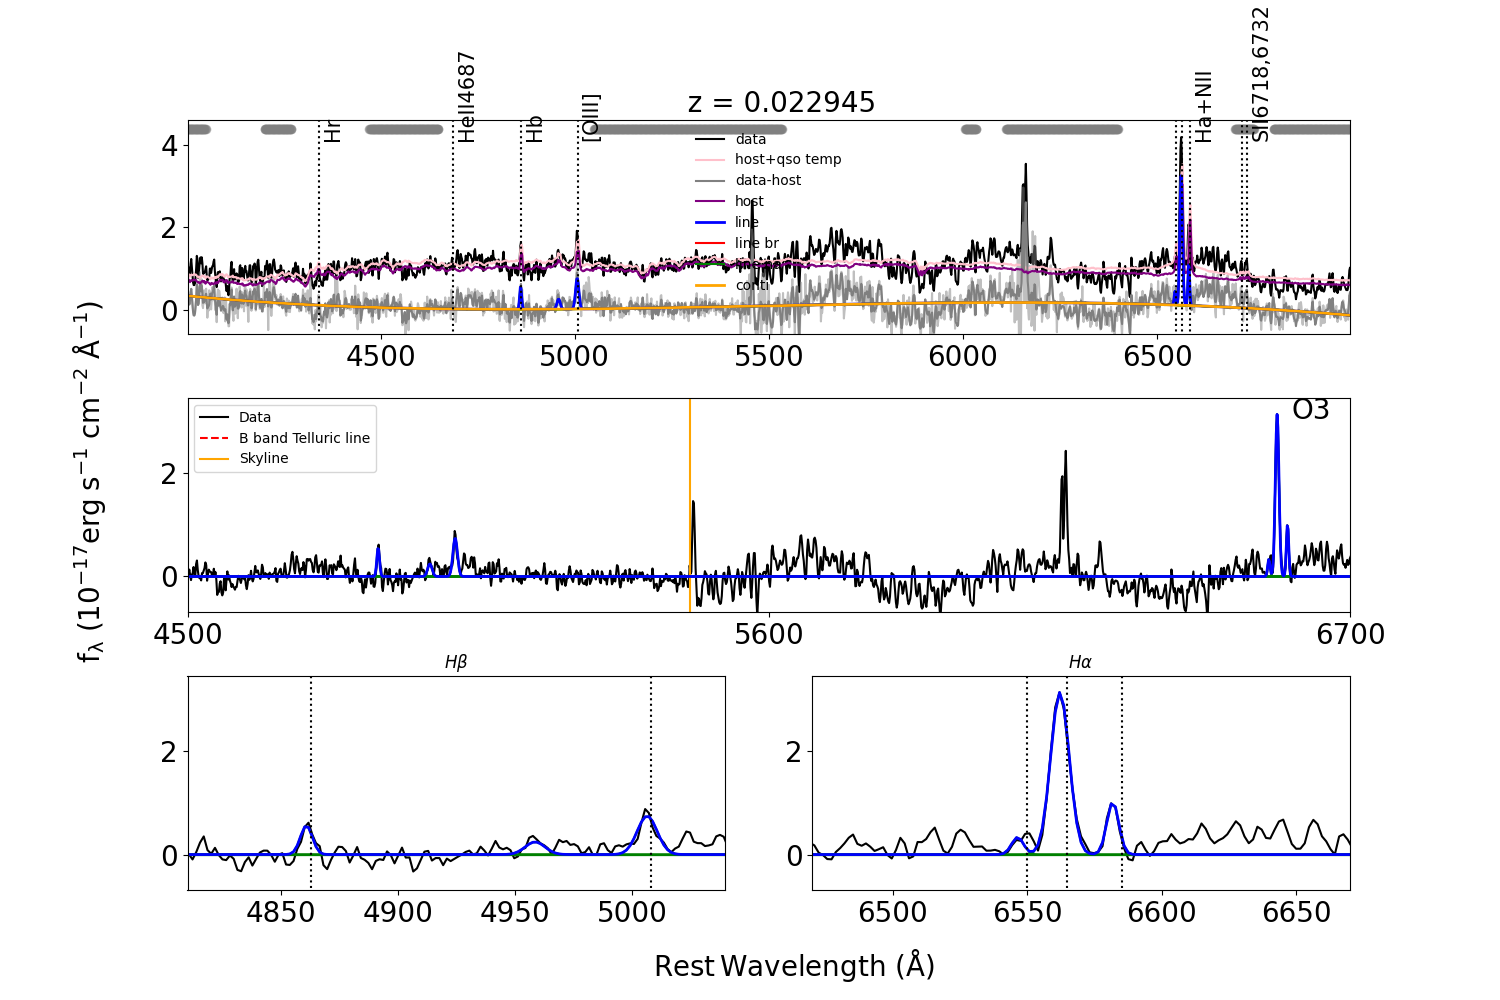 z = 0.022945
Hr
HeII4687
Hb
[OIII]
Ha+NII
SII6718,6732
data
host+qso temp
data-host
host
line
line br
conti
4
2
0
4500
5000
5500
6000
6500
fλ (10⁻¹⁷erg s⁻¹ cm⁻² Å⁻¹)
Data
B band Telluric line
Skyline
O3
2
0
4500
5600
6700
Hβ
2
0
4850
4900
4950
5000
Hα
2
0
6500
6550
6600
6650
Rest Wavelength (Å)